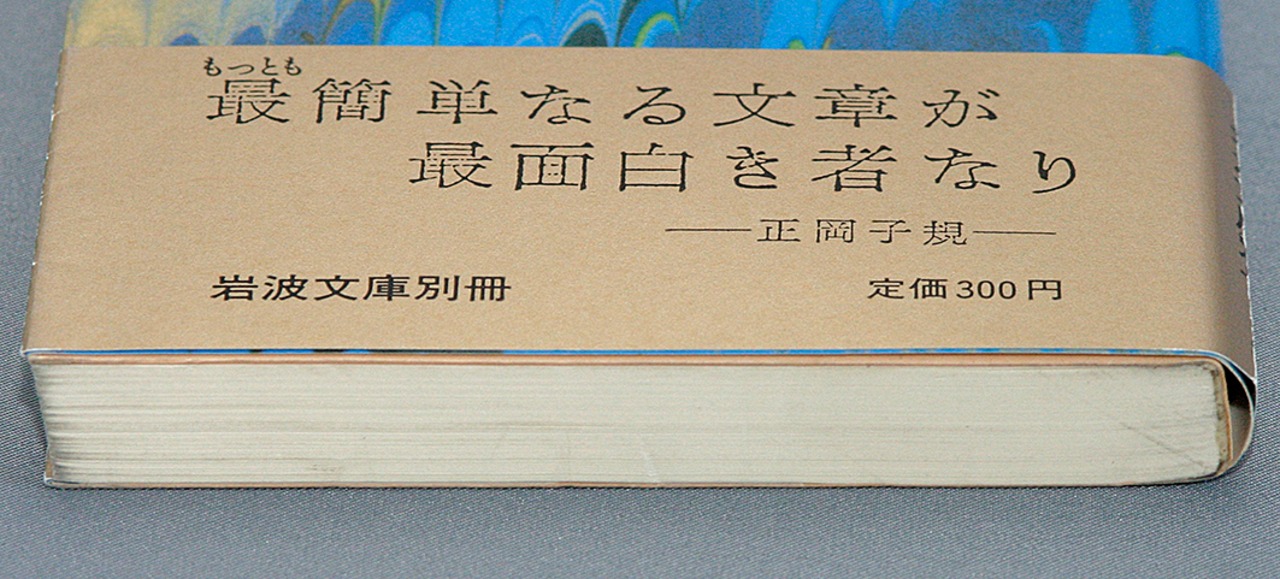 もっとも
最簡単なる文章が
最面白き者なり
——正岡子規——
岩波文庫別冊
定価300円